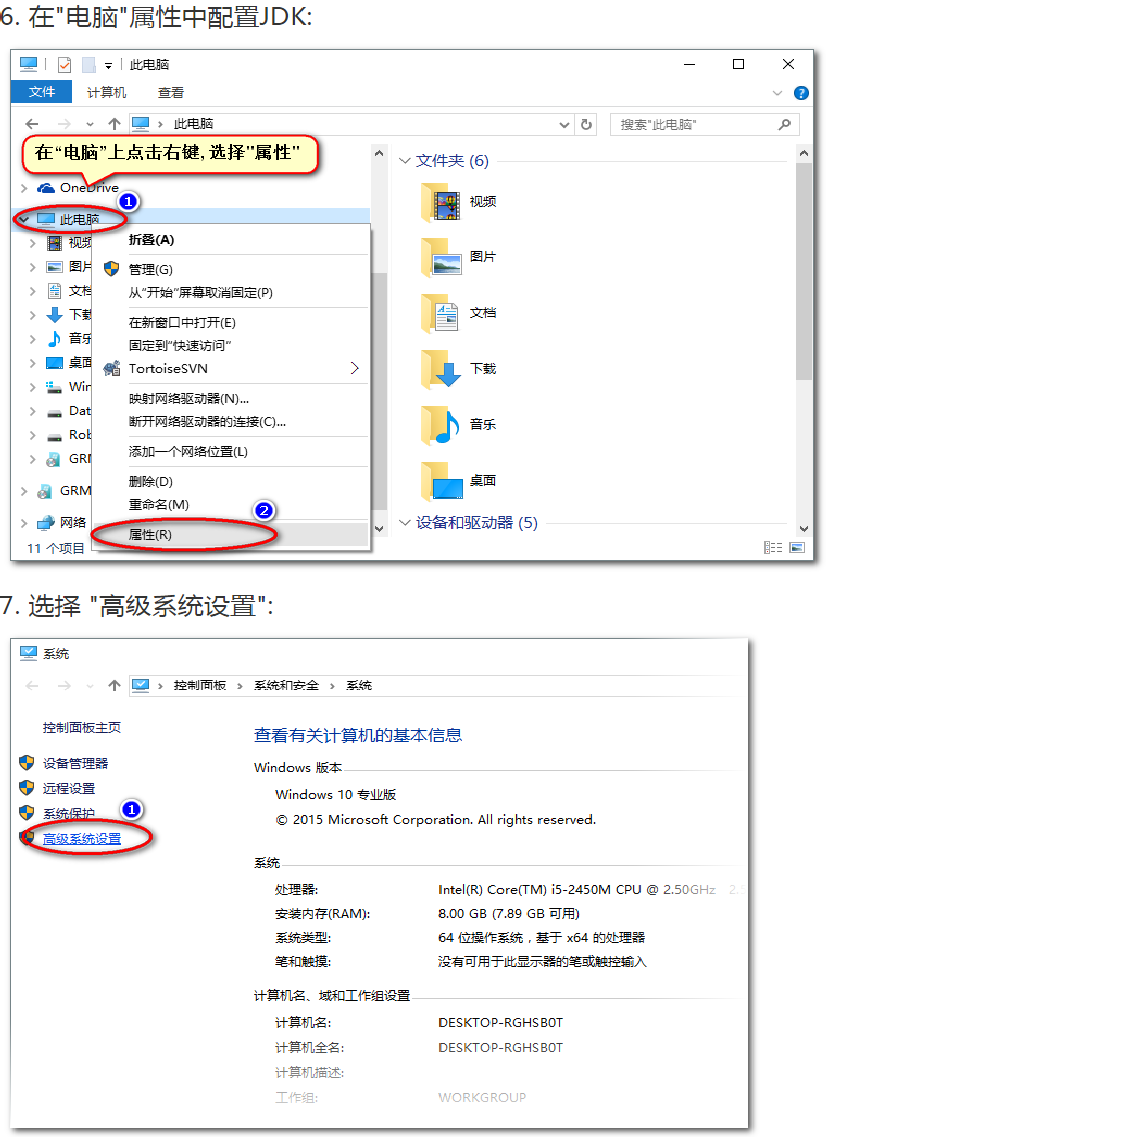 6. 在"电脑"属性中配置JDK:
此电脑
文件 计算机 查看
此电脑 搜索"此电脑"
在“电脑”上点击右键,选择"属性"
OneDrive
1
此电脑
视频
图片
文档
下载
音乐
桌面
Win
Dat
Rob
GRM
GRM
网络
11 个项目
折叠(A)
管理(G)
从"开始"屏幕取消固定(P)
在新窗口中打开(E)
固定到"快速访问"
TortoiseSVN
映射网络驱动器(N)...
断开网络驱动器的连接(C)...
添加一个网络位置(L)
删除(D)
重命名(M)
2
属性(R)
文件夹 (6)
视频
图片
文档
下载
音乐
桌面
设备和驱动器 (5)
7. 选择 "高级系统设置":
系统
控制面板 › 系统和安全 › 系统
控制面板主页
设备管理器
远程设置
系统保护
1
高级系统设置
查看有关计算机的基本信息
Windows 版本
Windows 10 专业版
© 2015 Microsoft Corporation. All rights reserved.
系统
处理器: Intel(R) Core(TM) i5-2450M CPU @ 2.50GHz
安装内存(RAM): 8.00 GB (7.89 GB 可用)
系统类型: 64 位操作系统，基于 x64 的处理器
笔和触摸: 没有可用于此显示器的笔或触控输入
计算机名、域和工作组设置
计算机名: DESKTOP-RGHSB0T
计算机全名: DESKTOP-RGHSB0T
计算机描述:
工作组: WORKGROUP